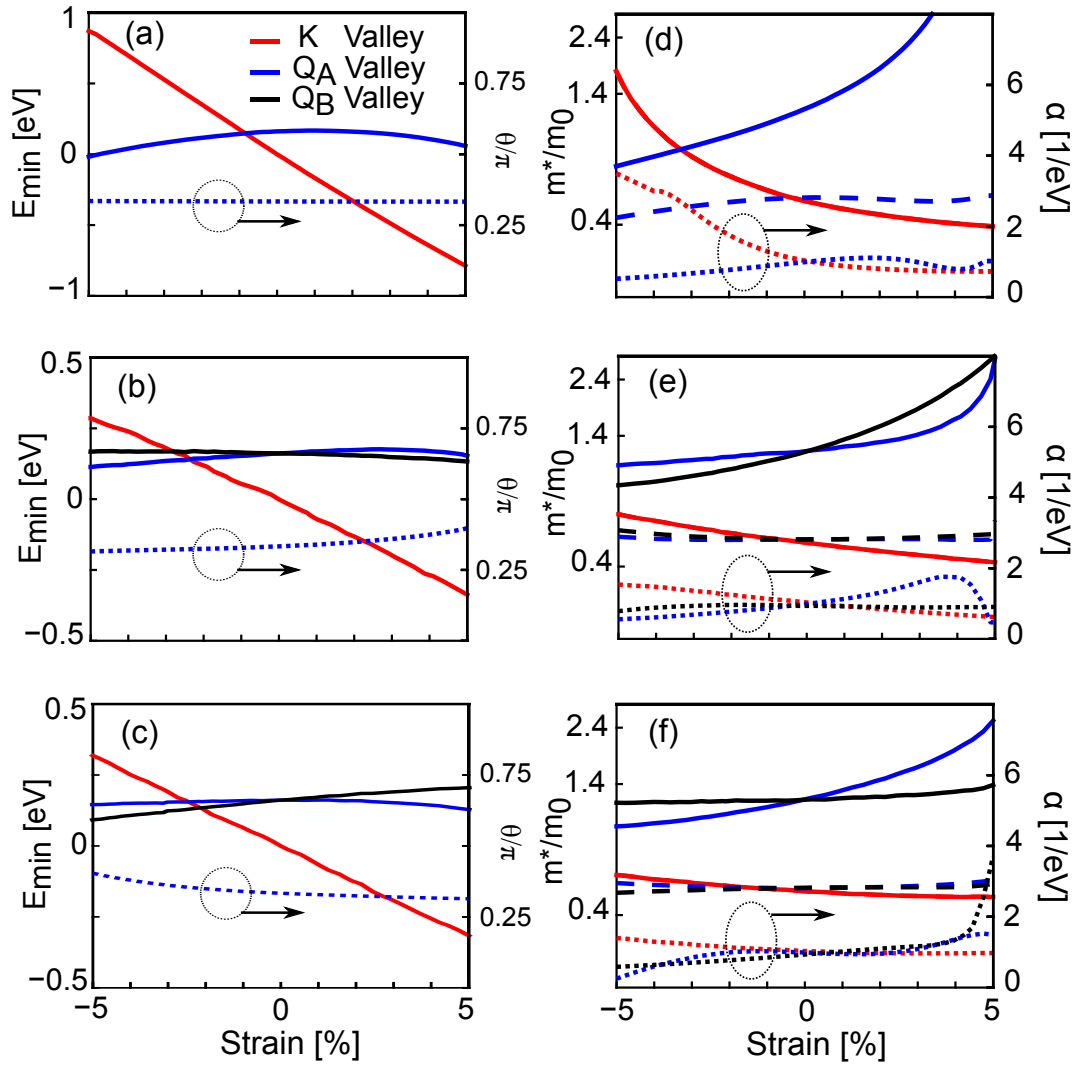 (a)
K Valley
Q_A Valley
Q_B Valley
1
0
−1
E_min [eV]
0.75
0.25
θ/π
(d)
2.4
1.4
0.4
m*/m_0
6
4
2
0
α [1/eV]
(b)
0.5
0
−0.5
E_min [eV]
0.75
0.25
θ/π
(e)
2.4
1.4
0.4
m*/m_0
6
4
2
0
α [1/eV]
(c)
0.5
0
−0.5
E_min [eV]
0.75
0.25
θ/π
−5 0 5
Strain [%]
(f)
2.4
1.4
0.4
m*/m_0
6
4
2
0
α [1/eV]
−5 0 5
Strain [%]